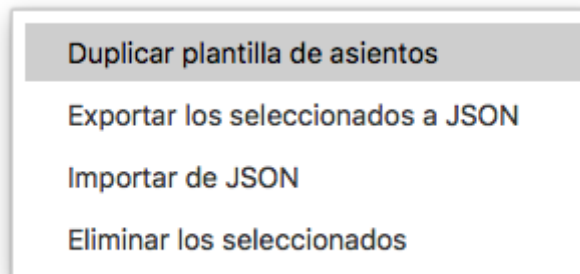 Duplicar plantilla de asientos
Exportar los seleccionados a JSON
Importar de JSON
Eliminar los seleccionados